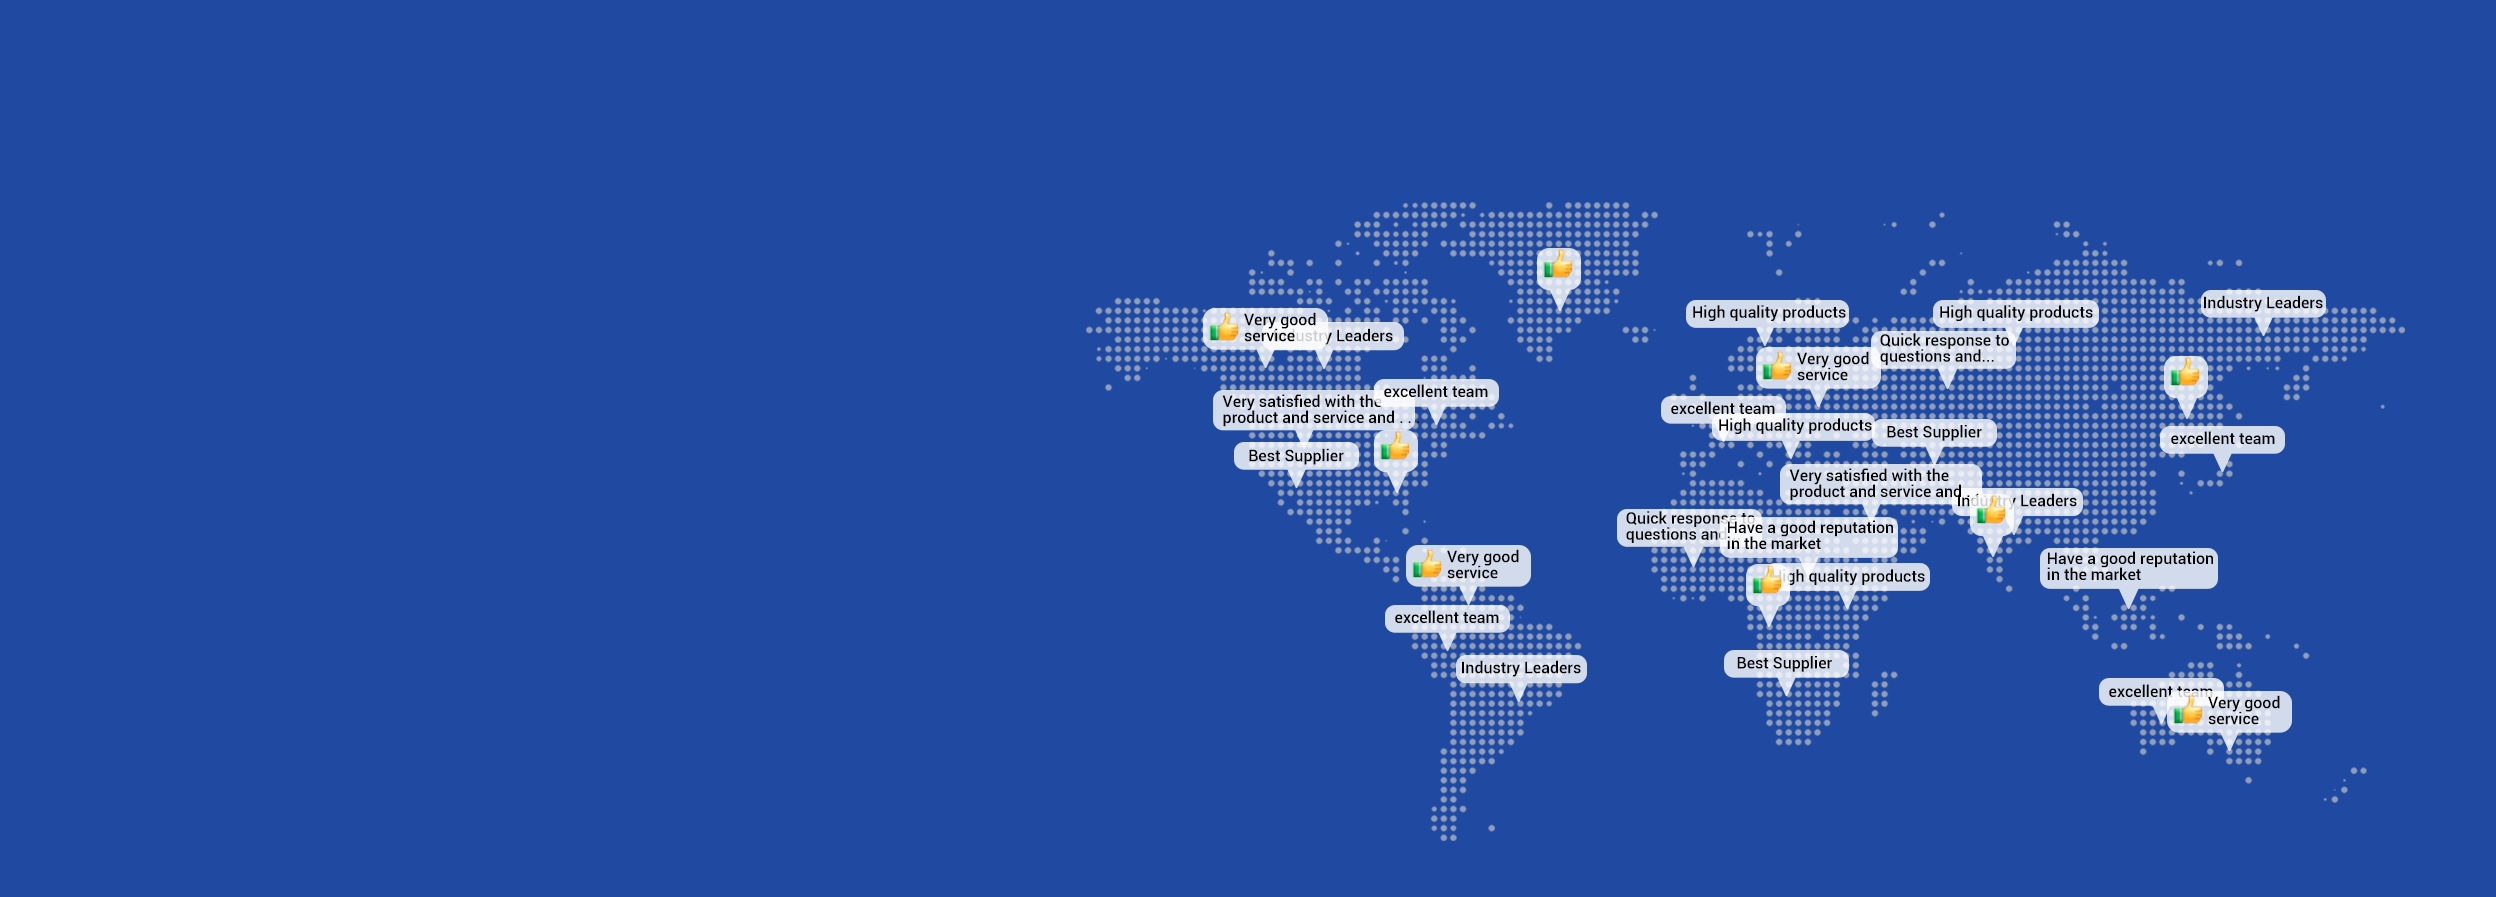 Very good
service
Industry Leaders
Very satisfied with the
product and service and . .
excellent team
Best Supplier
Very good
service
excellent team
Industry Leaders
High quality products
High quality products
Industry Leaders
Quick response to
questions and...
Very good
service
excellent team
High quality products
Best Supplier
excellent team
Very satisfied with the
product and service and
Industry Leaders
Quick response to
questions and
Have a good reputation
in the market
High quality products
Have a good reputation
in the market
Best Supplier
excellent team
Very good
service